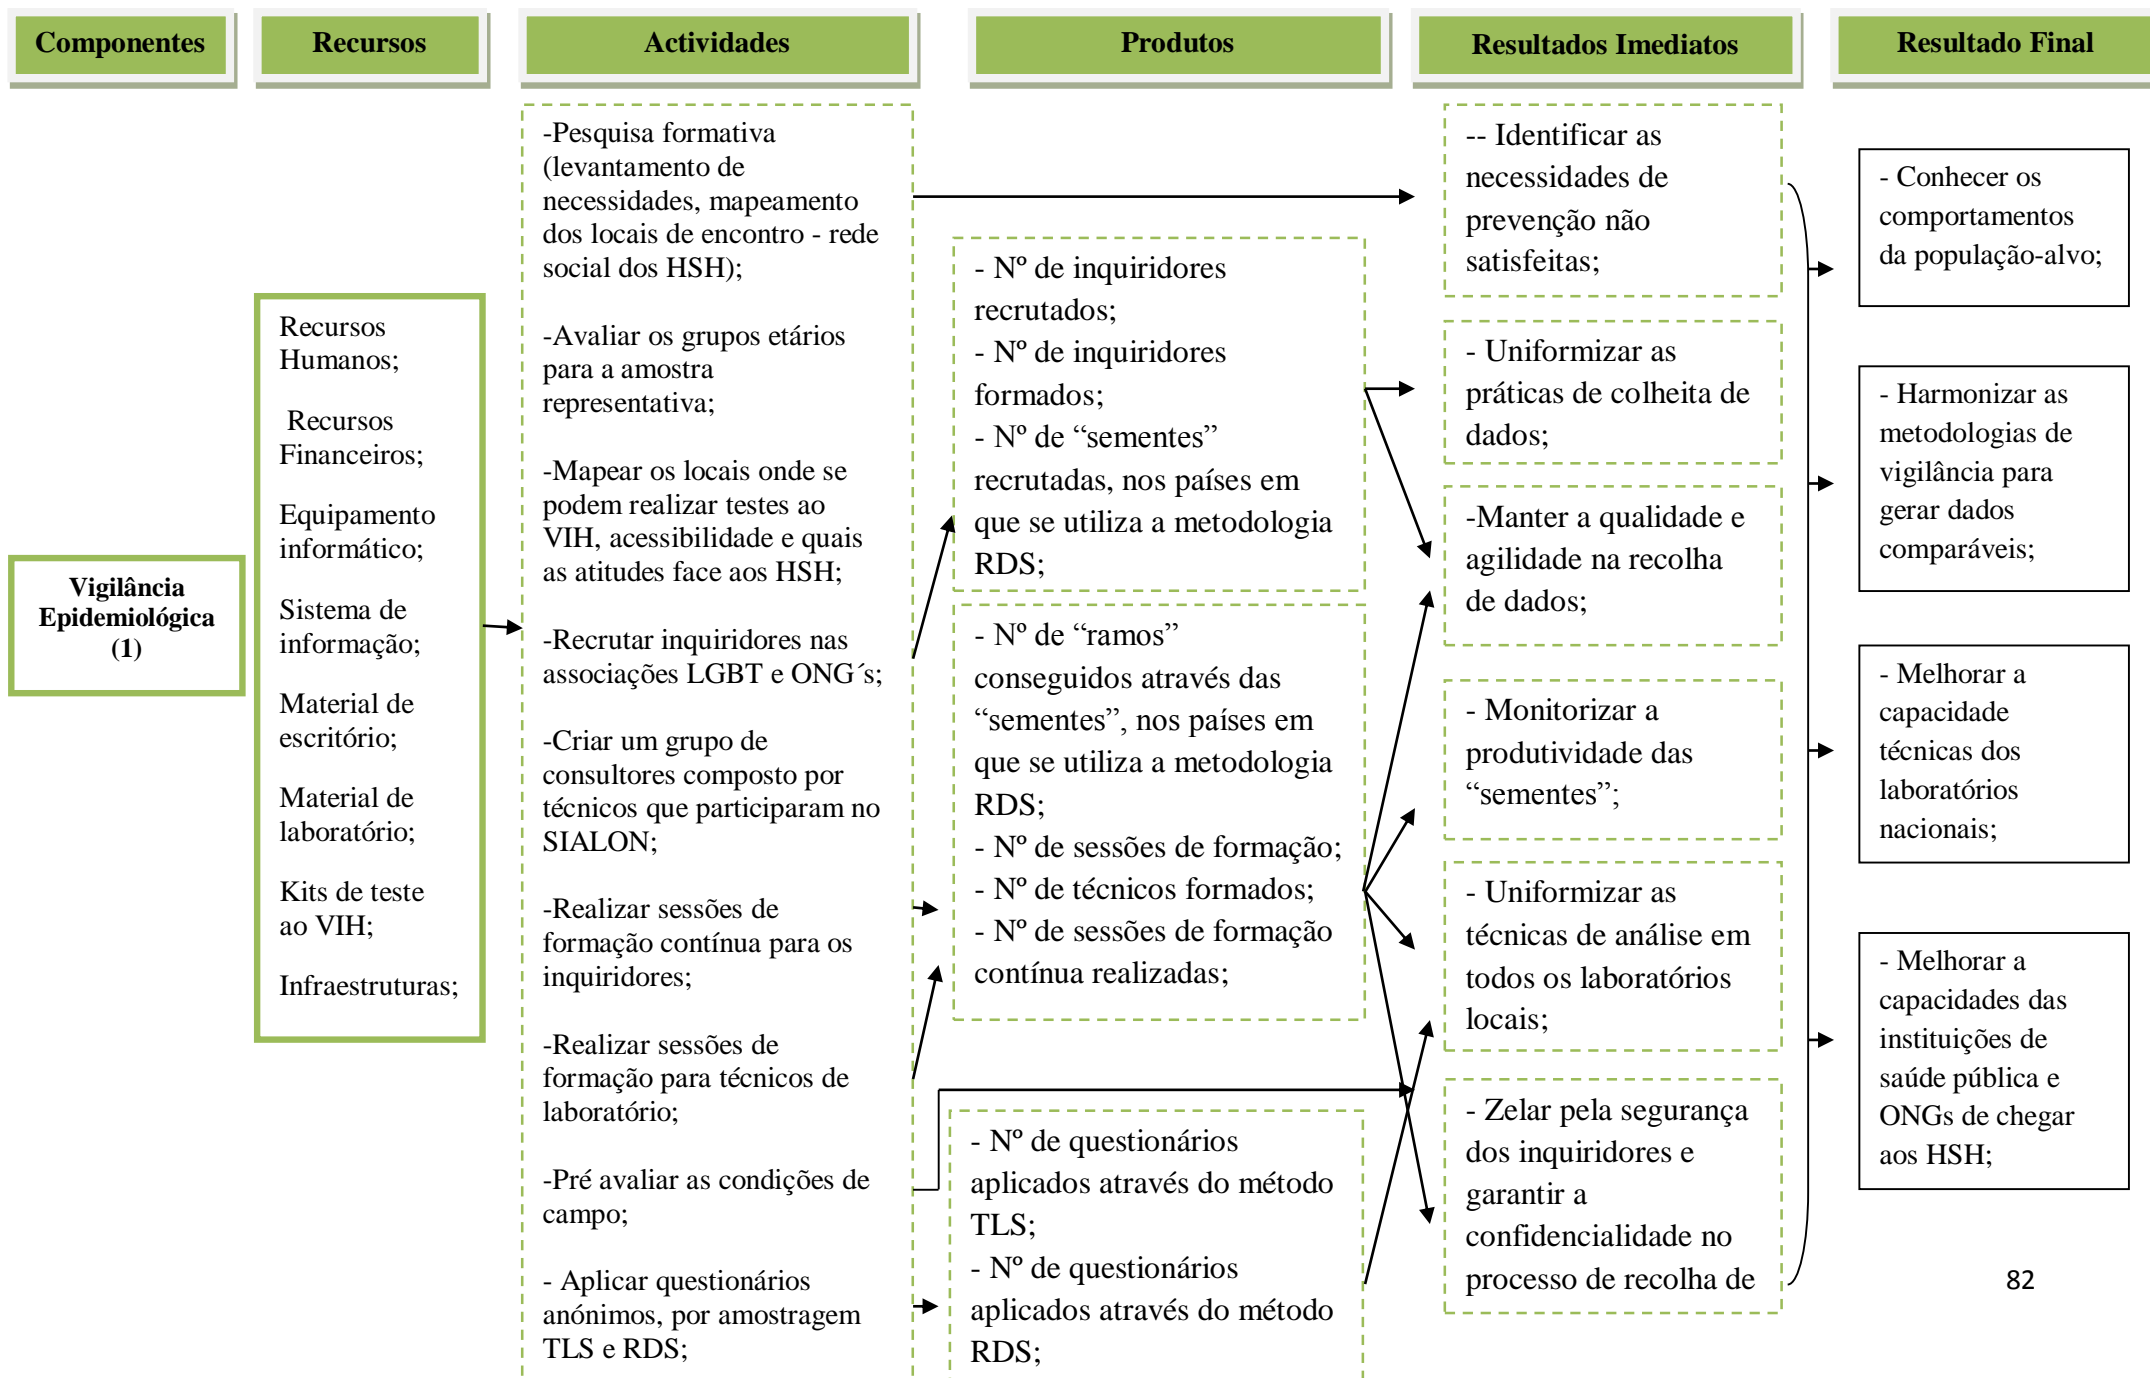 Componentes
Recursos
Actividades
Produtos
Resultados Imediatos
Resultado Final
Vigilância
Epidemiológica
(1)
Recursos
Humanos;
Recursos
Financeiros;
Equipamento
informático;
Sistema de
informação;
Material de
escritório;
Material de
laboratório;
Kits de teste
ao VIH;
Infraestruturas;
-Pesquisa formativa
(levantamento de
necessidades, mapeamento
dos locais de encontro - rede
social dos HSH);
-Avaliar os grupos etários
para a amostra
representativa;
-Mapear os locais onde se
podem realizar testes ao
VIH, acessibilidade e quais
as atitudes face aos HSH;
-Recrutar inquiridores nas
associações LGBT e ONG´s;
-Criar um grupo de
consultores composto por
técnicos que participaram no
SIALON;
-Realizar sessões de
formação contínua para os
inquiridores;
-Realizar sessões de
formação para técnicos de
laboratório;
-Pré avaliar as condições de
campo;
- Aplicar questionários
anónimos, por amostragem
TLS e RDS;
- Nº de inquiridores
recrutados;
- Nº de inquiridores
formados;
- Nº de “sementes”
recrutadas, nos países em
que se utiliza a metodologia
RDS;
- Nº de “ramos”
conseguidos através das
“sementes”, nos países em
que se utiliza a metodologia
RDS;
- Nº de sessões de formação;
- Nº de técnicos formados;
- Nº de sessões de formação
contínua realizadas;
- Nº de questionários
aplicados através do método
TLS;
- Nº de questionários
aplicados através do método
RDS;
-- Identificar as
necessidades de
prevenção não
satisfeitas;
- Uniformizar as
práticas de colheita de
dados;
-Manter a qualidade e
agilidade na recolha
de dados;
- Monitorizar a
produtividade das
“sementes”;
- Uniformizar as
técnicas de análise em
todos os laboratórios
locais;
- Zelar pela segurança
dos inquiridores e
garantir a
confidencialidade no
processo de recolha de
- Conhecer os
comportamentos
da população-alvo;
- Harmonizar as
metodologias de
vigilância para
gerar dados
comparáveis;
- Melhorar a
capacidade
técnicas dos
laboratórios
nacionais;
- Melhorar a
capacidades das
instituições de
saúde pública e
ONGs de chegar
aos HSH;
82